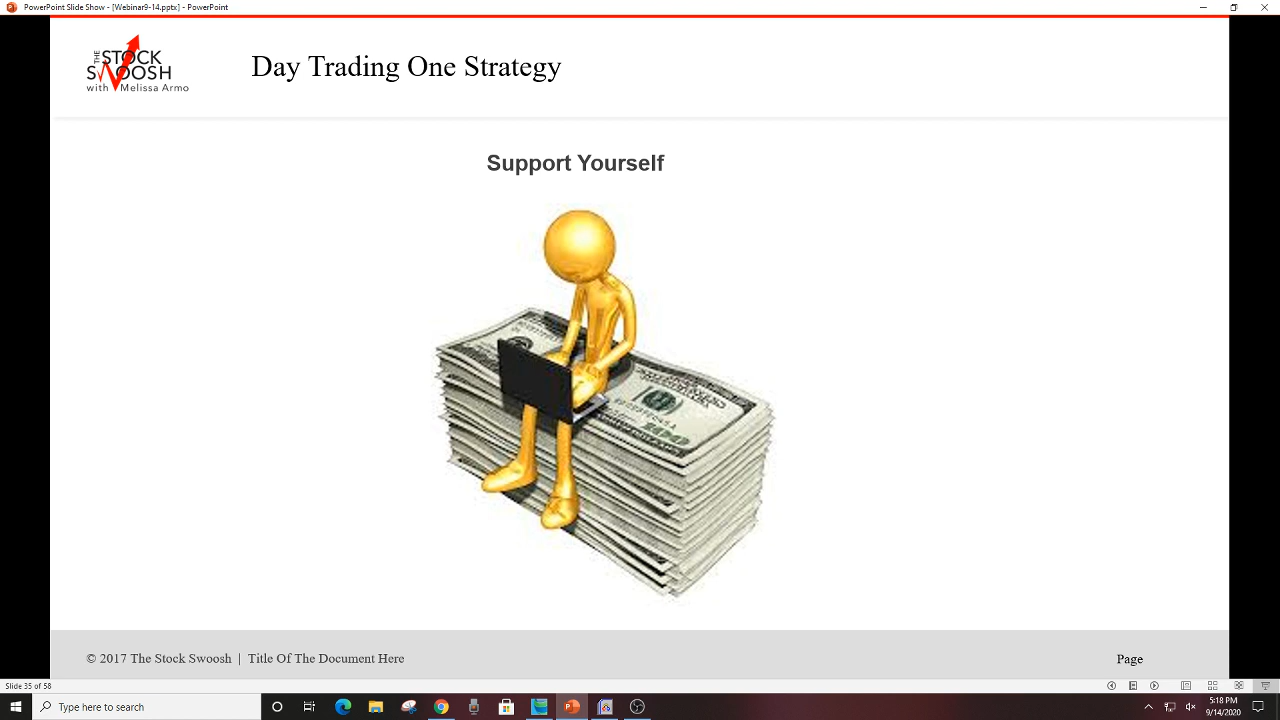 PowerPoint Slide Show - [Webinar9-14.pptx] - PowerPoint
THE STOCK
SWOOSH
with Melissa Armo
Day Trading One Strategy
Support Yourself
100
© 2017 The Stock Swoosh | Title Of The Document Here
Page
Slide 35 of 58
Type here to search
5:18 PM
9/14/2020